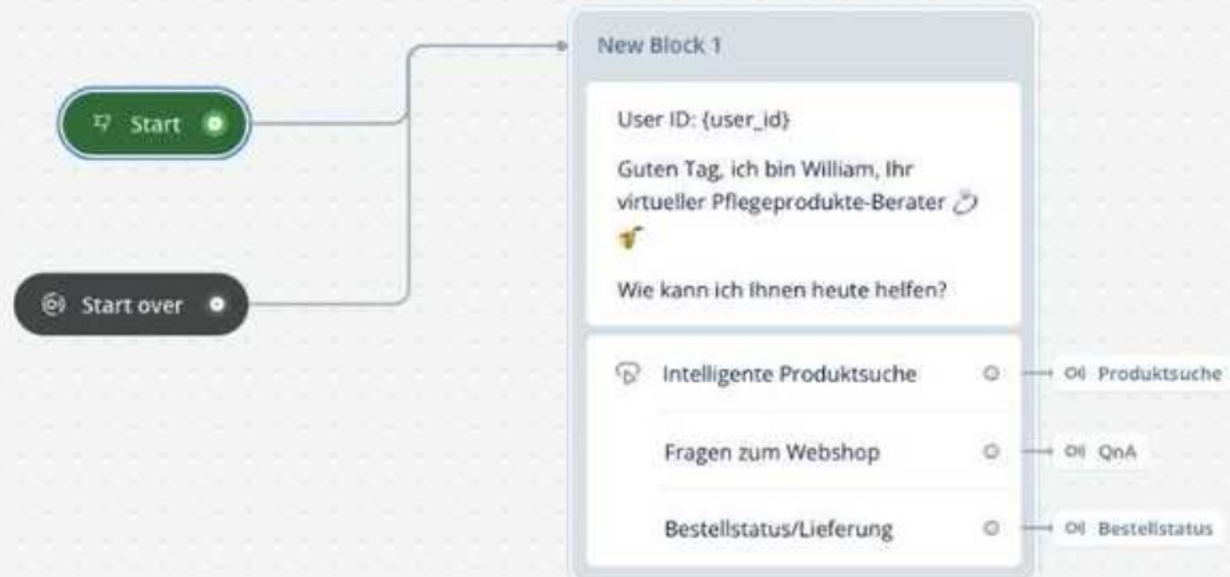 New Block 1
Start
User ID: {user_id}
Guten Tag, ich bin William, Ihr
virtueller Pflegeprodukte-Berater
Wie kann ich Ihnen heute helfen?
Start over
Intelligente Produktsuche
Produktsuche
Fragen zum Webshop
QnA
Bestellstatus/Lieferung
Bestellstatus